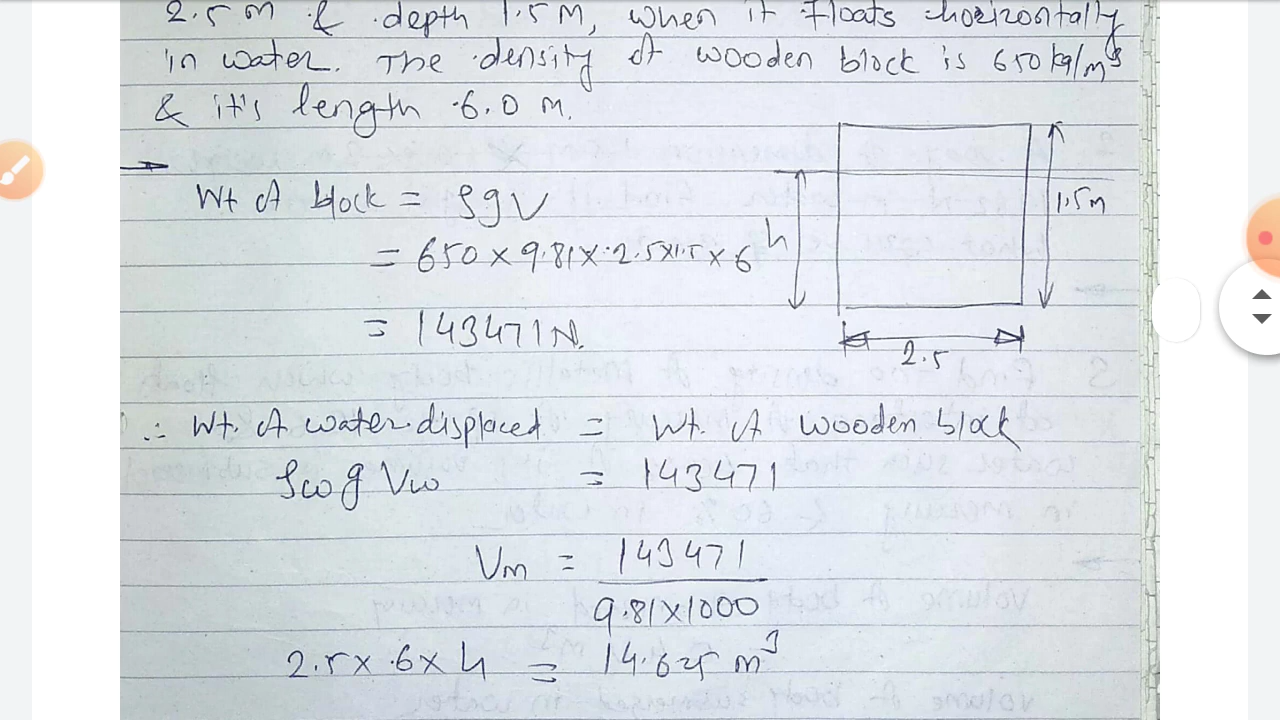 2.5 m & depth 1.5 M, when it floats horizontally
in water. The density of wooden block is 650 kg/m³
& it's length 6.0 M.
Wt of block = ρgV
= 650 × 9.81 × 2.5×1.5 × 6
= 143471 N.
h
1.5m
2.5
∴ Wt. of water displaced = Wt. of wooden block
ρw g Vw = 143471
Vm = 143471
9.81×1000
2.5 × 6 × h = 14.625 m³